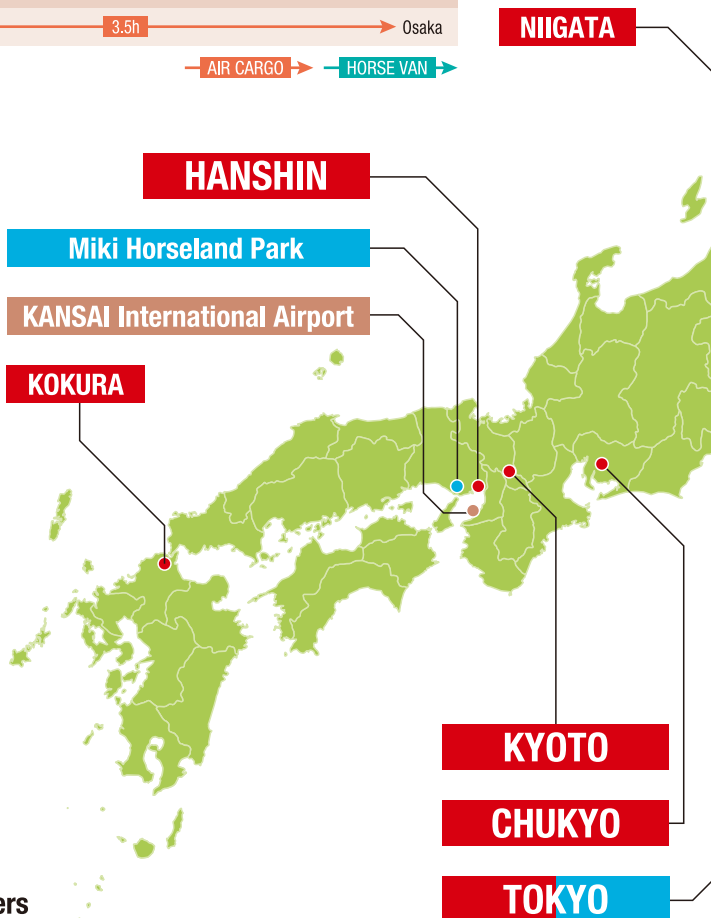 3.5h
Osaka
AIR CARGO
HORSE VAN
NIIGATA
HANSHIN
Miki Horseland Park
KANSAI International Airport
KOKURA
KYOTO
CHUKYO
TOKYO
ers